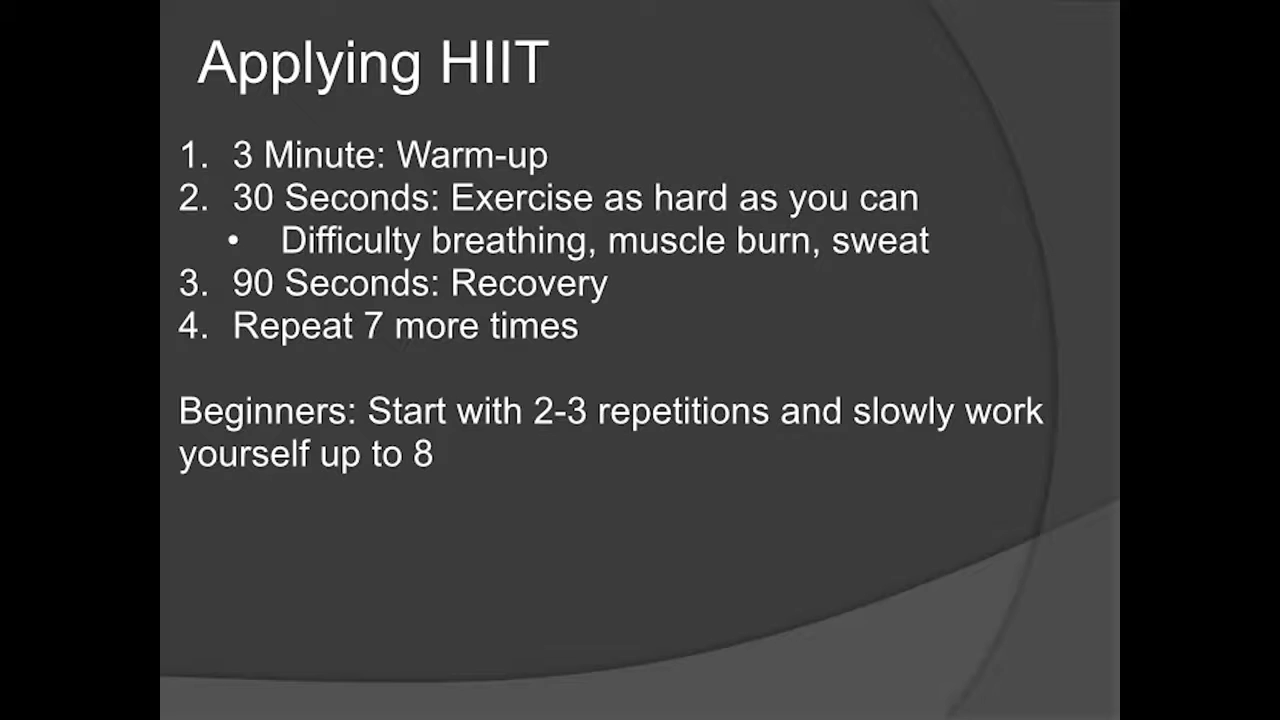 Applying HIIT
1. 3 Minute: Warm-up
2. 30 Seconds: Exercise as hard as you can
• Difficulty breathing, muscle burn, sweat
3. 90 Seconds: Recovery
4. Repeat 7 more times
Beginners: Start with 2-3 repetitions and slowly work
yourself up to 8